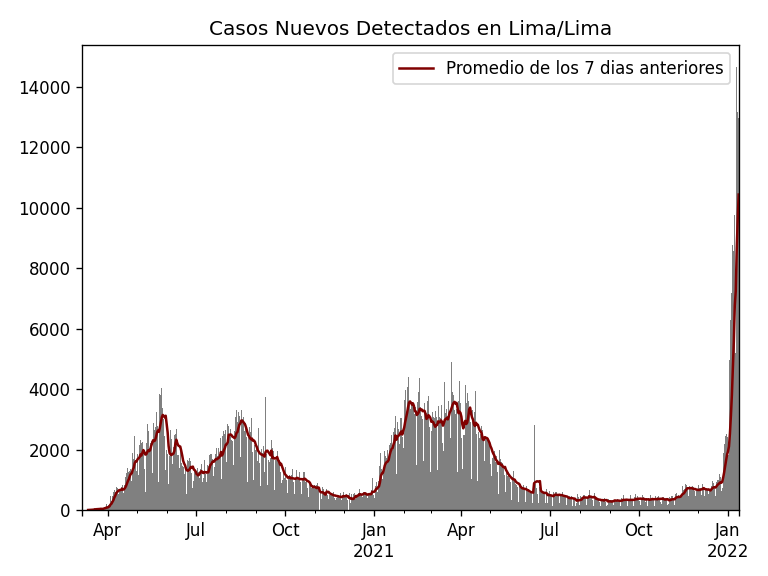 Casos Nuevos Detectados en Lima/Lima
Promedio de los 7 dias anteriores
14000
12000
10000
8000
6000
4000
2000
0
Apr
Jul
Oct
Jan
2021
Apr
Jul
Oct
Jan
2022